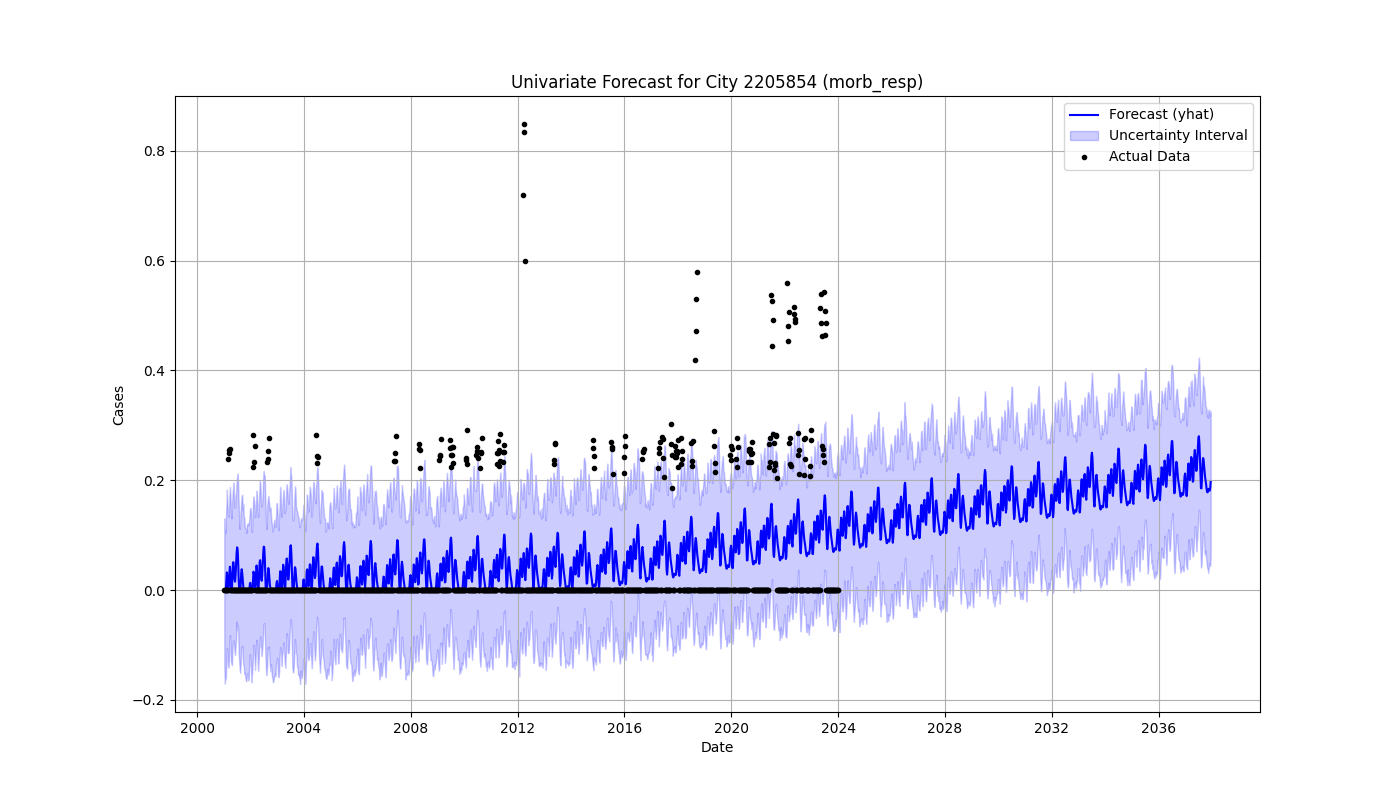 Univariate Forecast for City 2205854 (morb_resp)
Forecast (yhat)
Uncertainty Interval
Actual Data
Cases
0.8
0.6
0.4
0.2
0.0
−0.2
2000 2004 2008 2012 2016 2020 2024 2028 2032 2036
Date